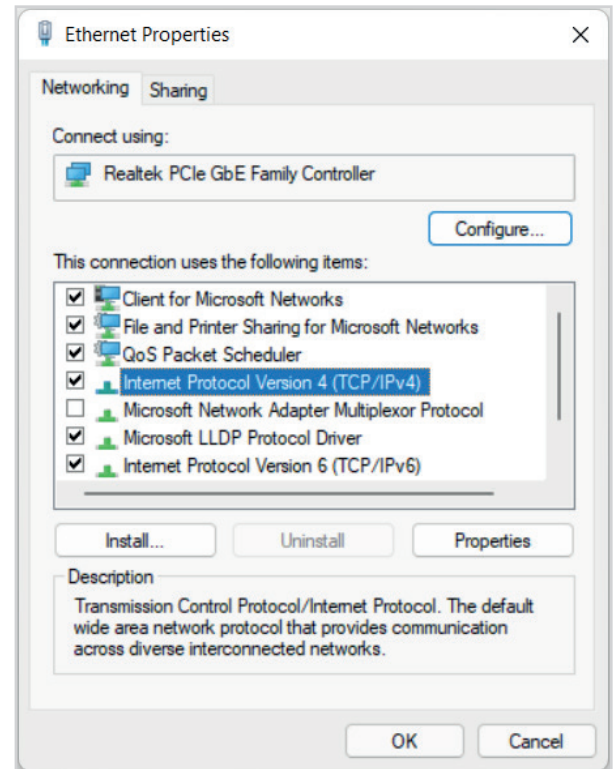 Ethernet Properties
Networking Sharing
Connect using:
Realtek PCIe GbE Family Controller
Configure...
This connection uses the following items:
Client for Microsoft Networks
File and Printer Sharing for Microsoft Networks
QoS Packet Scheduler
Internet Protocol Version 4 (TCP/IPv4)
Microsoft Network Adapter Multiplexor Protocol
Microsoft LLDP Protocol Driver
Internet Protocol Version 6 (TCP/IPv6)
Install... Uninstall Properties
Description
Transmission Control Protocol/Internet Protocol. The default
wide area network protocol that provides communication
across diverse interconnected networks.
OK Cancel